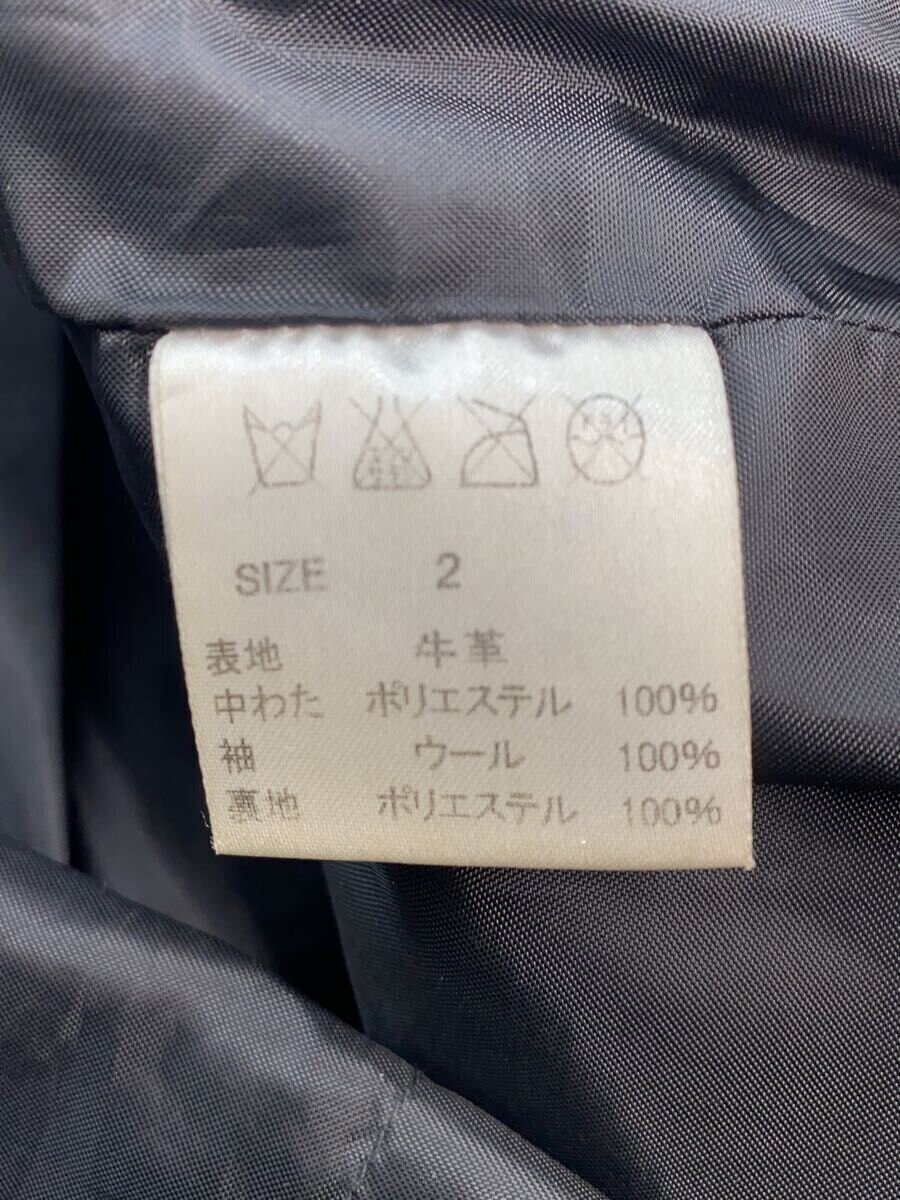 SIZE 2
表地 牛革
中わた ポリエステル 100%
袖 ウール 100%
裏地 ポリエステル 100%